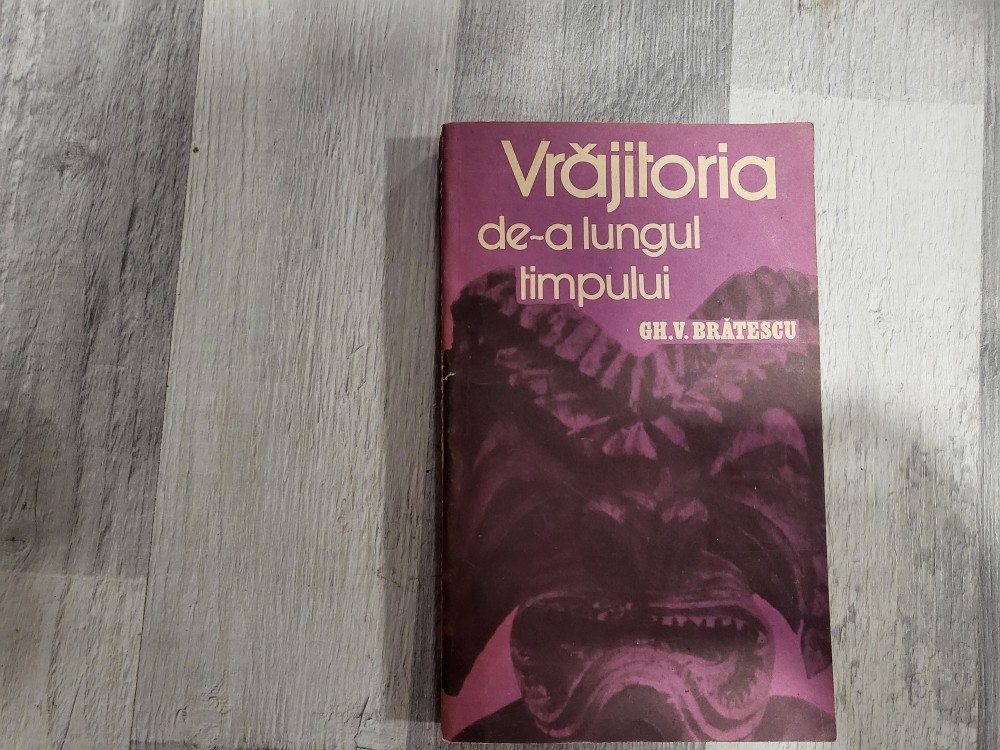 Vrăjitoria
de-a lungul
timpului
GH.V. BRĂTESCU